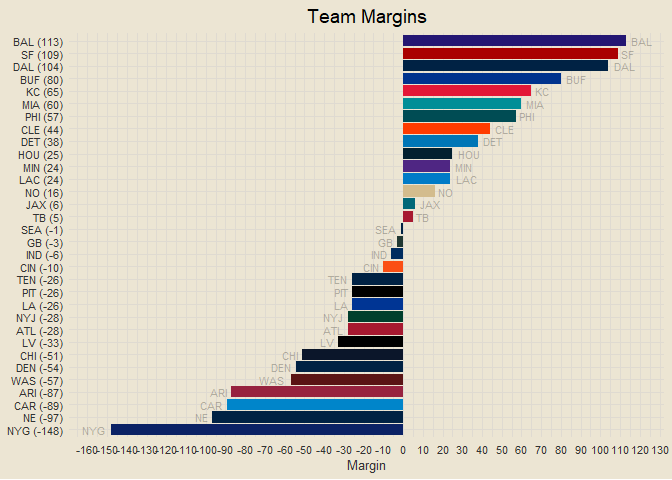 Team Margins
BAL (113) BAL
SF (109) SF
DAL (104) DAL
BUF (80) BUF
KC (65) KC
MIA (60) MIA
PHI (57) PHI
CLE (44) CLE
DET (38) DET
HOU (25) HOU
MIN (24) MIN
LAC (24) LAC
NO (16) NO
JAX (6) JAX
TB (5) TB
SEA (-1) SEA
GB (-3) GB
IND (-6) IND
CIN (-10) CIN
TEN (-26) TEN
PIT (-26) PIT
LA (-26) LA
NYJ (-28) NYJ
ATL (-28) ATL
LV (-33) LV
CHI (-51) CHI
DEN (-54) DEN
WAS (-57) WAS
ARI (-87) ARI
CAR (-89) CAR
NE (-97) NE
NYG (-148) NYG
-160 -150 -140 -130 -120 -110 -100 -90 -80 -70 -60 -50 -40 -30 -20 -10 0 10 20 30 40 50 60 70 80 90 100 110 120 130
Margin